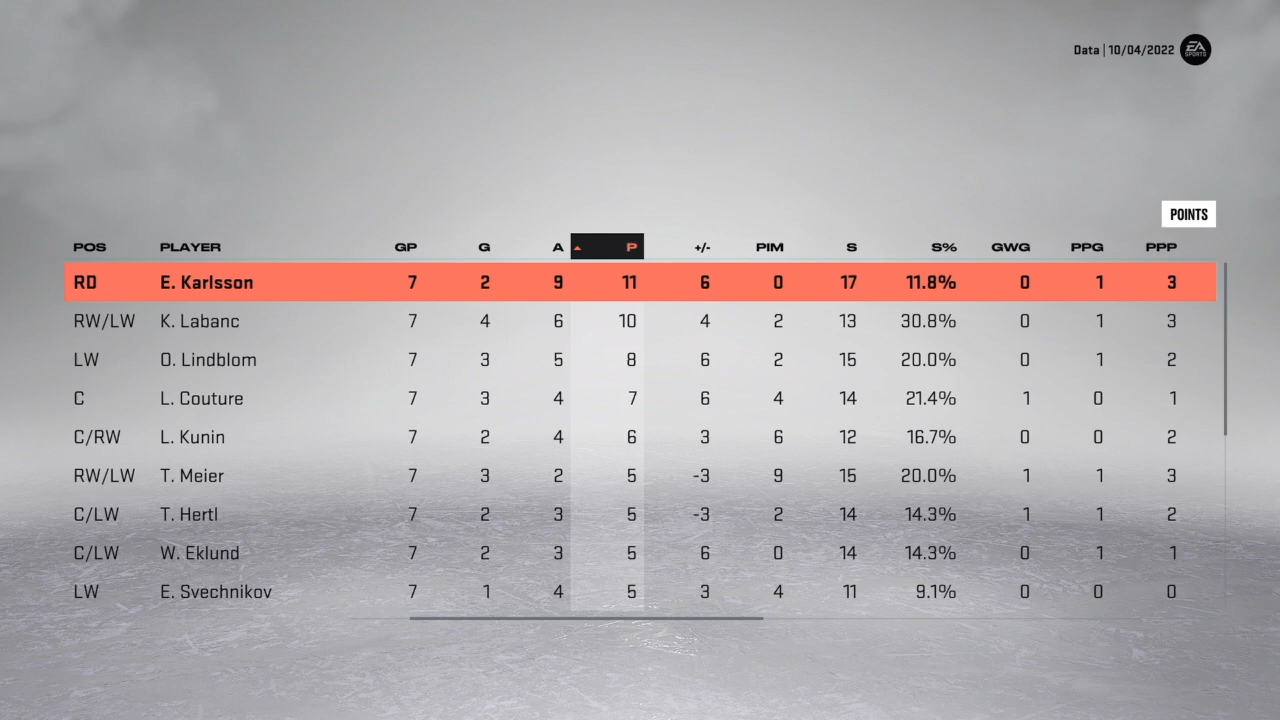 Data | 10/04/2022 EA SPORTS
POINTS
POS PLAYER GP G A P +/- PIM S S% GWG PPG PPP
RD E. Karlsson 7 2 9 11 6 0 17 11.8% 0 1 3
RW/LW K. Labanc 7 4 6 10 4 2 13 30.8% 0 1 3
LW O. Lindblom 7 3 5 8 6 2 15 20.0% 0 1 2
C L. Couture 7 3 4 7 6 4 14 21.4% 1 0 1
C/RW L. Kunin 7 2 4 6 3 6 12 16.7% 0 0 2
RW/LW T. Meier 7 3 2 5 -3 9 15 20.0% 1 1 3
C/LW T. Hertl 7 2 3 5 -3 2 14 14.3% 1 1 2
C/LW W. Eklund 7 2 3 5 6 0 14 14.3% 0 1 1
LW E. Svechnikov 7 1 4 5 3 4 11 9.1% 0 0 0